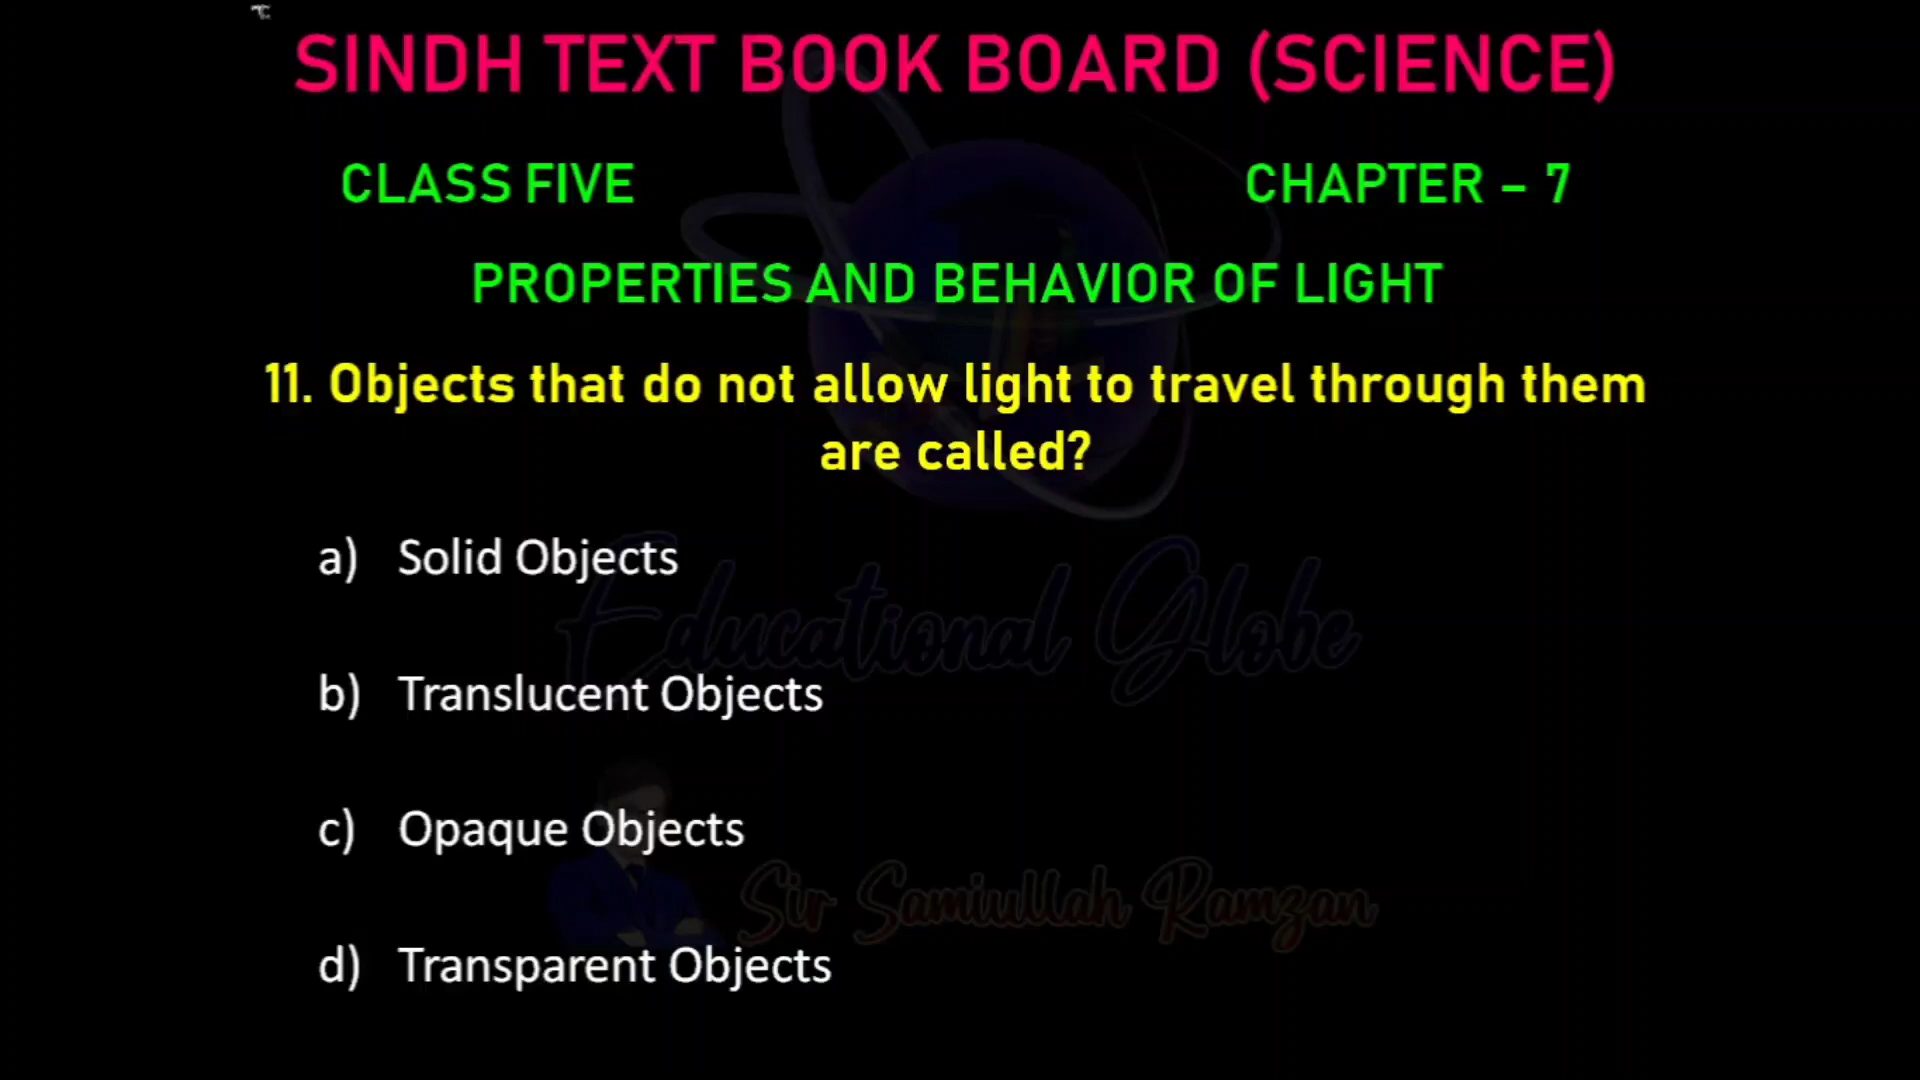 SINDH TEXT BOOK BOARD (SCIENCE)
CLASS FIVE CHAPTER – 7
PROPERTIES AND BEHAVIOR OF LIGHT
11. Objects that do not allow light to travel through them
are called?
a) Solid Objects
Educational Globe
b) Translucent Objects
c) Opaque Objects
Sir Samiullah Ramzan
d) Transparent Objects